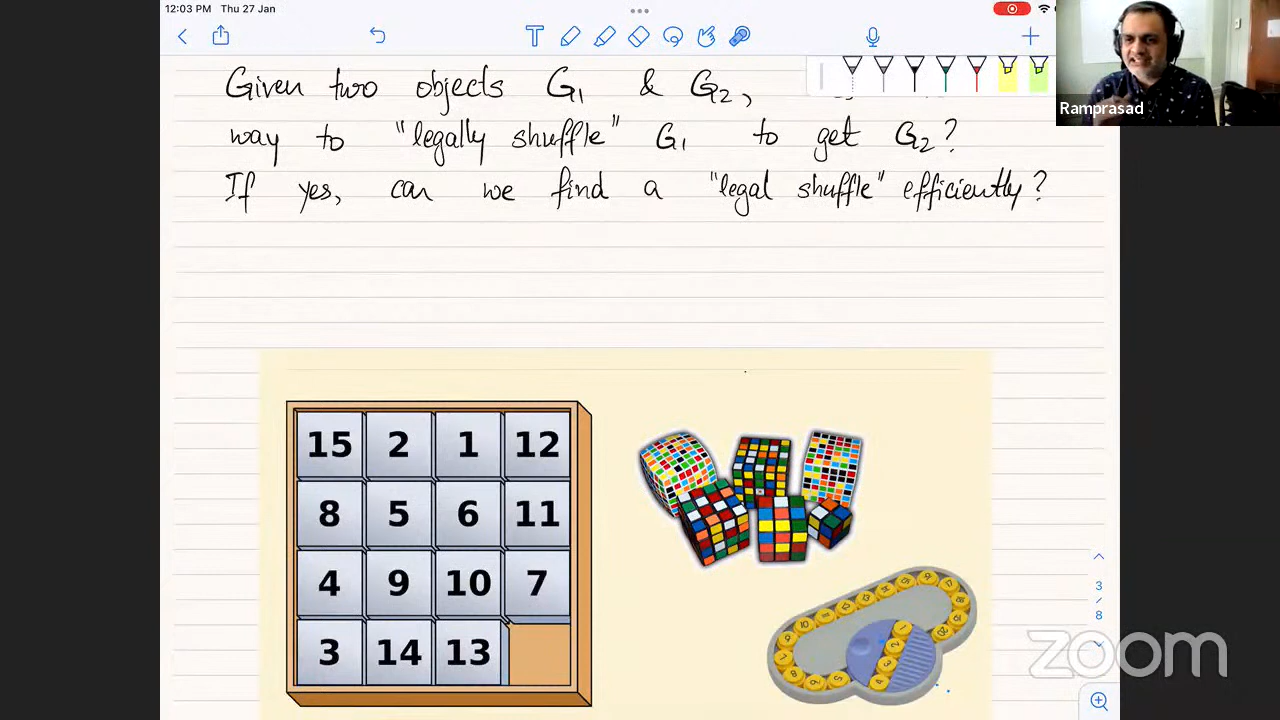 12:03 PM Thu 27 Jan
Given two objects G₁ & G₂,
way to "legally shuffle" G₁ to get G₂?
If yes, can we find a "legal shuffle" efficiently?
Ramprasad
15 2 1 12
8 5 6 11
4 9 10 7
3 14 13
3
/
8
zoom